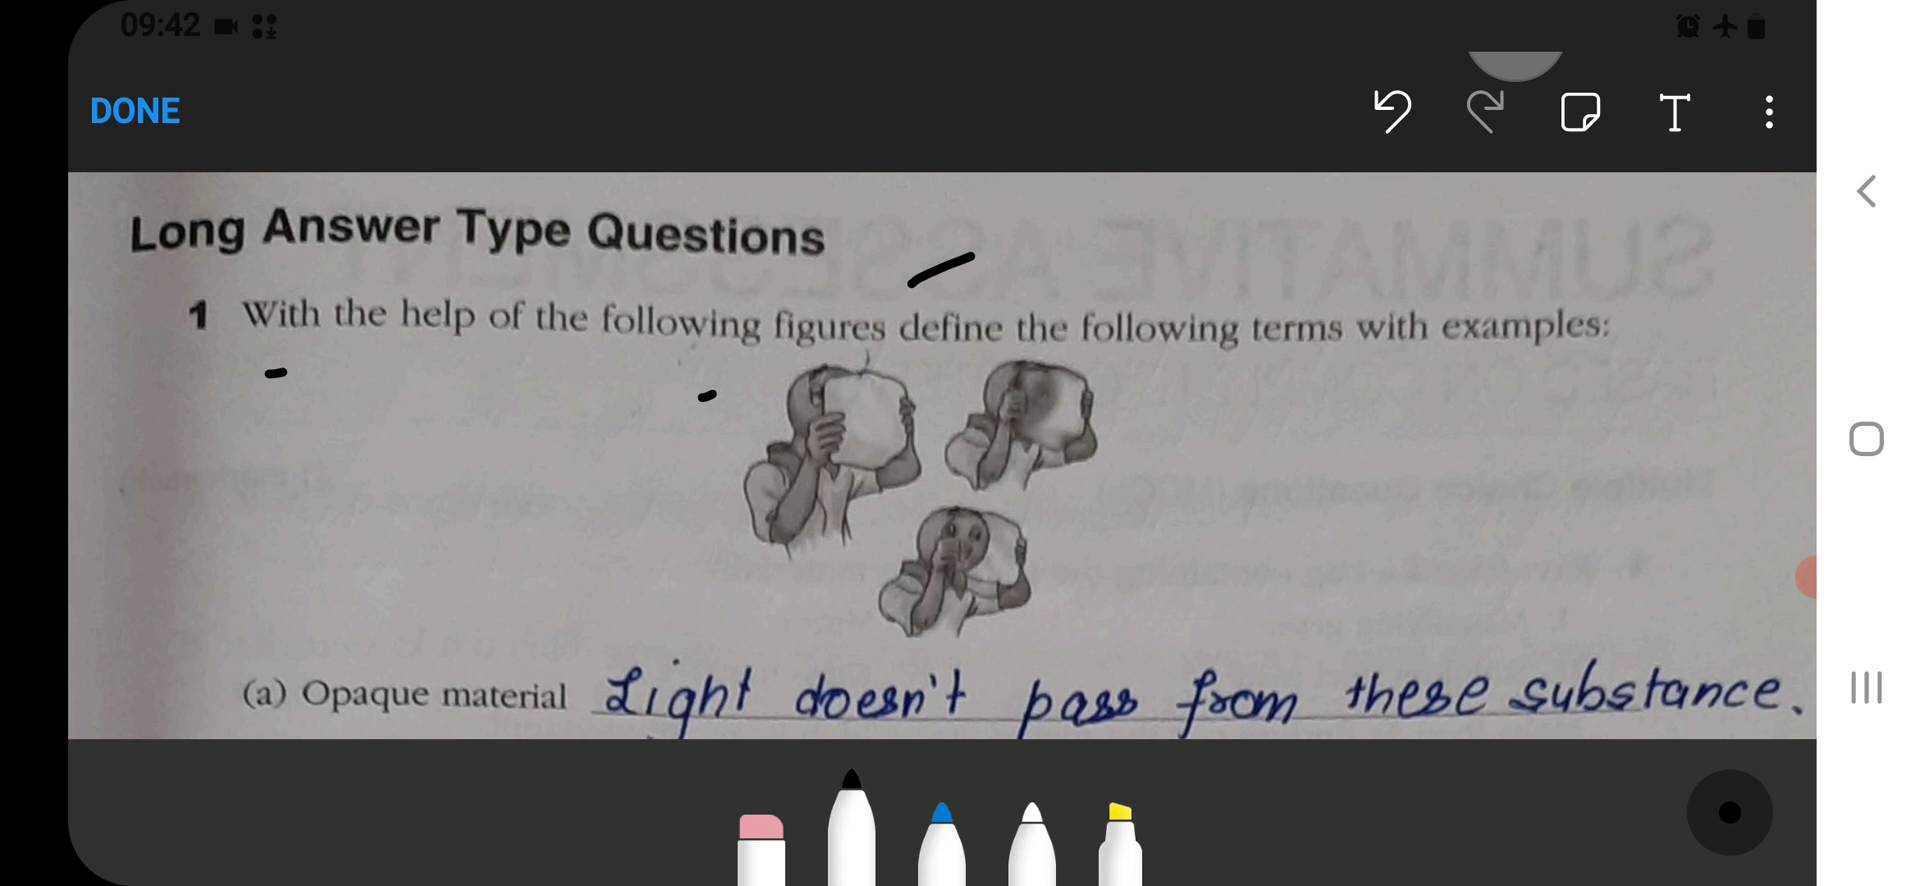 09:42
DONE
T
Long Answer Type Questions
1 With the help of the following figures define the following terms with examples:
(a) Opaque material Light doesn't pass from these substance.